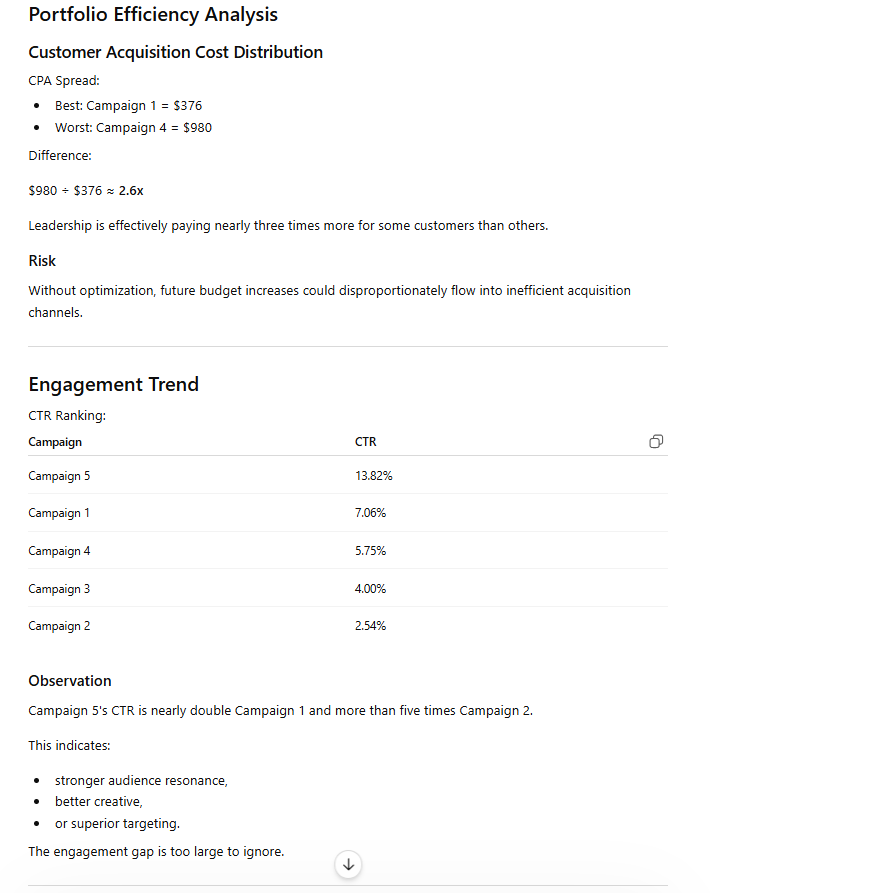 Portfolio Efficiency Analysis
Customer Acquisition Cost Distribution
CPA Spread:
• Best: Campaign 1 = $376
• Worst: Campaign 4 = $980
Difference:
$980 ÷ $376 ≈ 2.6x
Leadership is effectively paying nearly three times more for some customers than others.
Risk
Without optimization, future budget increases could disproportionately flow into inefficient acquisition
channels.
Engagement Trend
CTR Ranking:
Campaign CTR
Campaign 5 13.82%
Campaign 1 7.06%
Campaign 4 5.75%
Campaign 3 4.00%
Campaign 2 2.54%
Observation
Campaign 5's CTR is nearly double Campaign 1 and more than five times Campaign 2.
This indicates:
• stronger audience resonance,
• better creative,
• or superior targeting.
The engagement gap is too large to ignore.